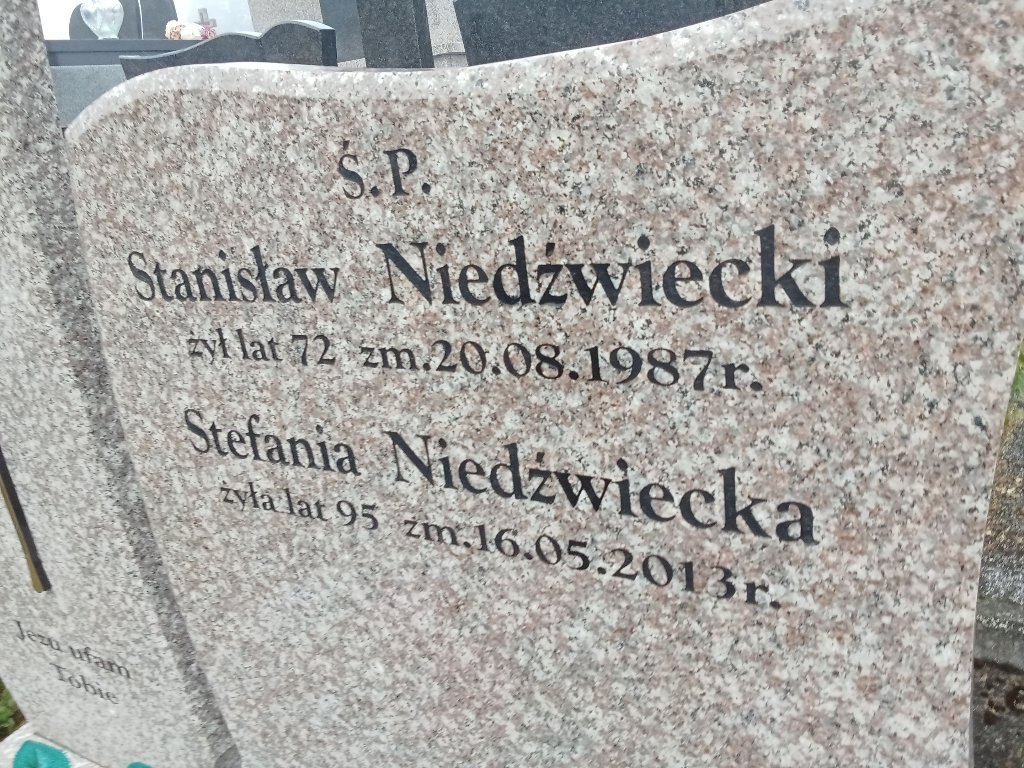 Ś.P.
Stanisław Niedźwiecki
żył lat 72 zm.20.08.1987r.
Stefania Niedźwiecka
żyła lat 95 zm.16.05.2013r.
Jezu ufam
Tobie